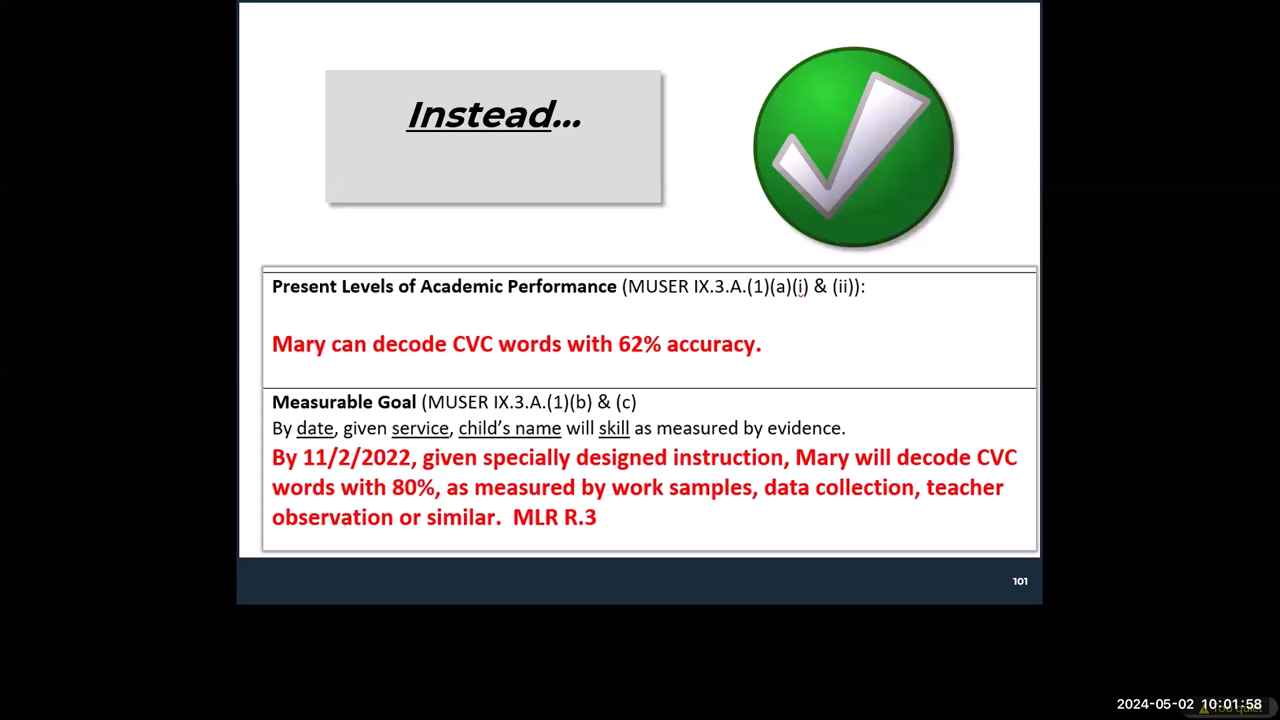 Instead...
Present Levels of Academic Performance (MUSER IX.3.A.(1)(a)(i) & (ii)):
Mary can decode CVC words with 62% accuracy.
Measurable Goal (MUSER IX.3.A.(1)(b) & (c)
By date, given service, child's name will skill as measured by evidence.
By 11/2/2022, given specially designed instruction, Mary will decode CVC
words with 80%, as measured by work samples, data collection, teacher
observation or similar.  MLR R.3
101
2024-05-02 10:01:58